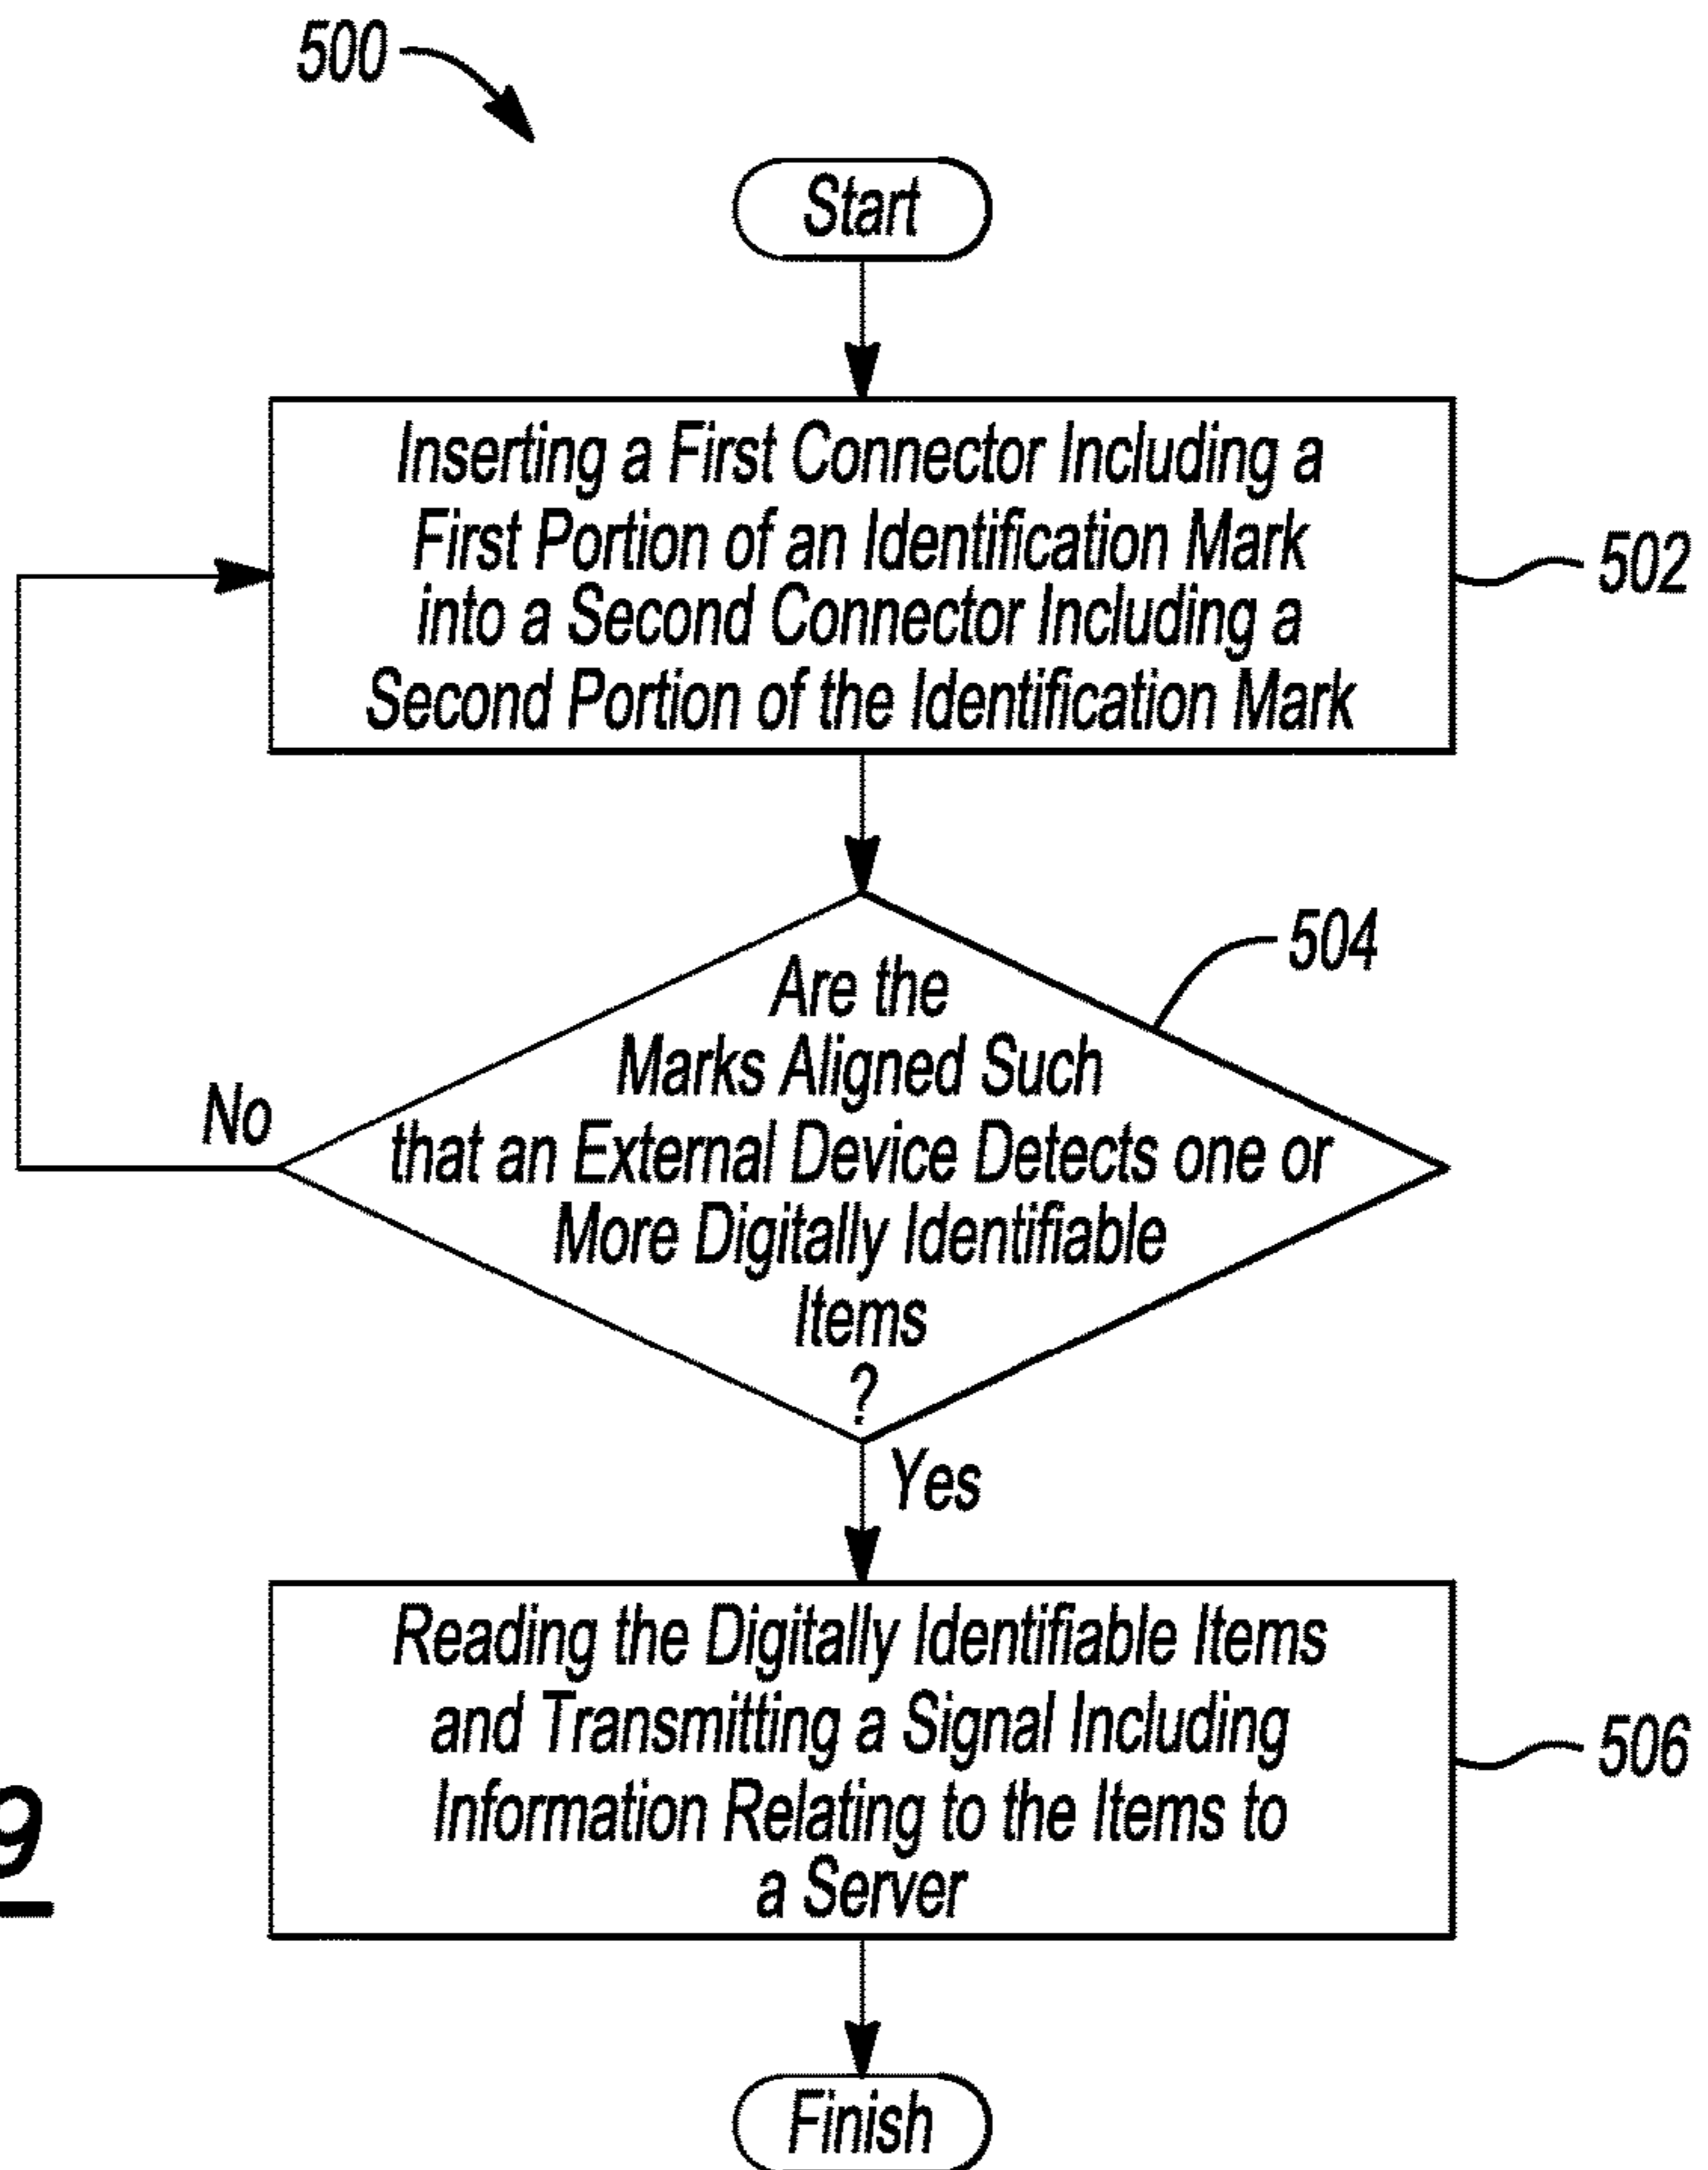 500
Start
Inserting a First Connector Including a
First Portion of an Identification Mark
into a Second Connector Including a
Second Portion of the Identification Mark
502
504
Are the
Marks Aligned Such
that an External Device Detects one or
More Digitally Identifiable
Items
?
No
Yes
Reading the Digitally Identifiable Items
and Transmitting a Signal Including
Information Relating to the Items to
a Server
506
9
Finish